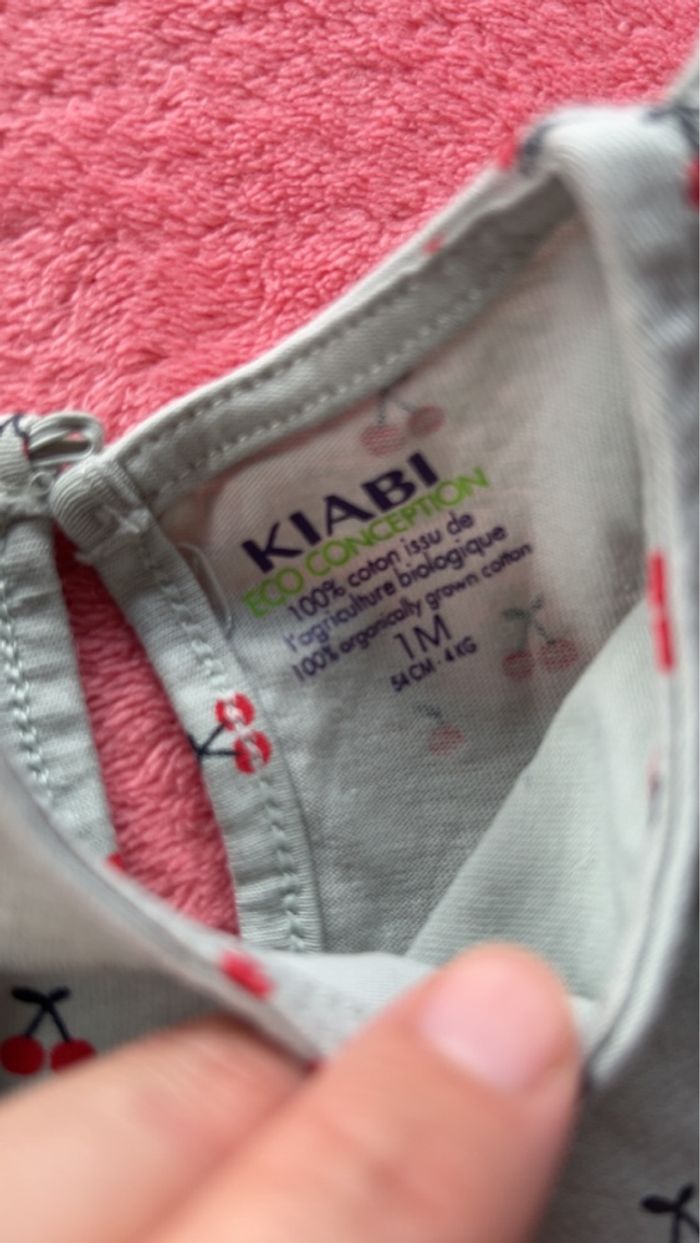 KIABI
ECO CONCEPTION
100% coton issu de
l'agriculture biologique
100% organically grown cotton
1M
54 CM - 4 KG